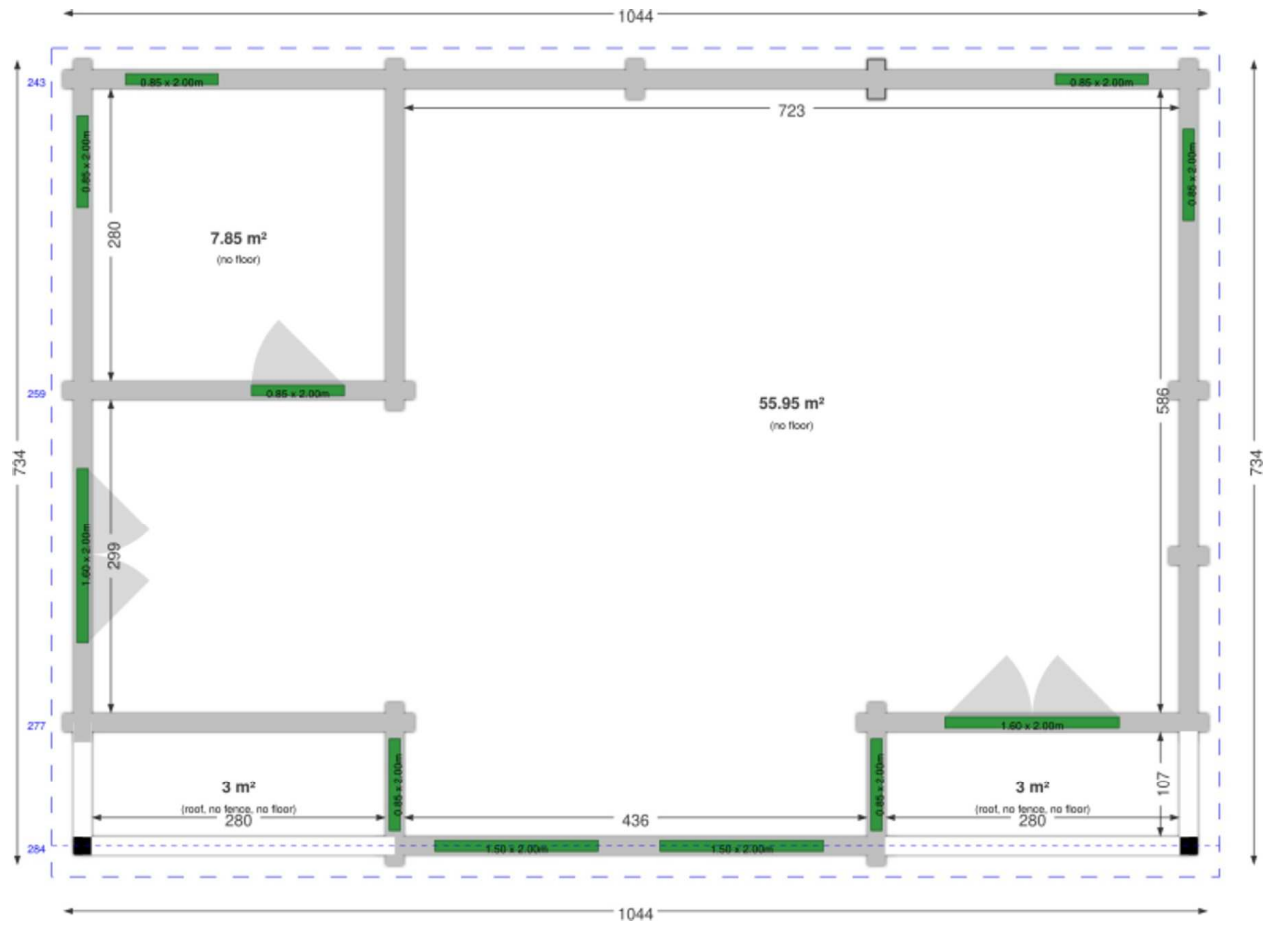 1044
243
0.85 x 2.00m
0.85 x 2.00m
723
0.85 x 2.00m
0.85 x 2.00m
280
7.85 m²
(no floor)
259
0.85 x 2.00m
586
55.95 m²
(no floor)
734
734
1.60 x 2.00m
299
277
1.60 x 2.00m
0.85 x 2.00m
0.85 x 2.00m
3 m²
(roof, no fence, no floor)
280
436
3 m²
(roof, no fence, no floor)
280
107
284
1.50 x 2.00m
1.50 x 2.00m
1044